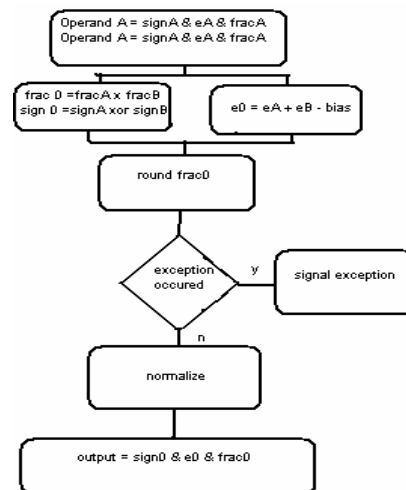 Operand A = signA & eA & fracA
Operand A = signA & eA & fracA
frac 0 =fracA x fracB
sign 0 =signA xor signB
e0 = eA + eB - bias
round frac0
exception
occured
y
signal exception
n
normalize
output = sign0 & e0 & frac0